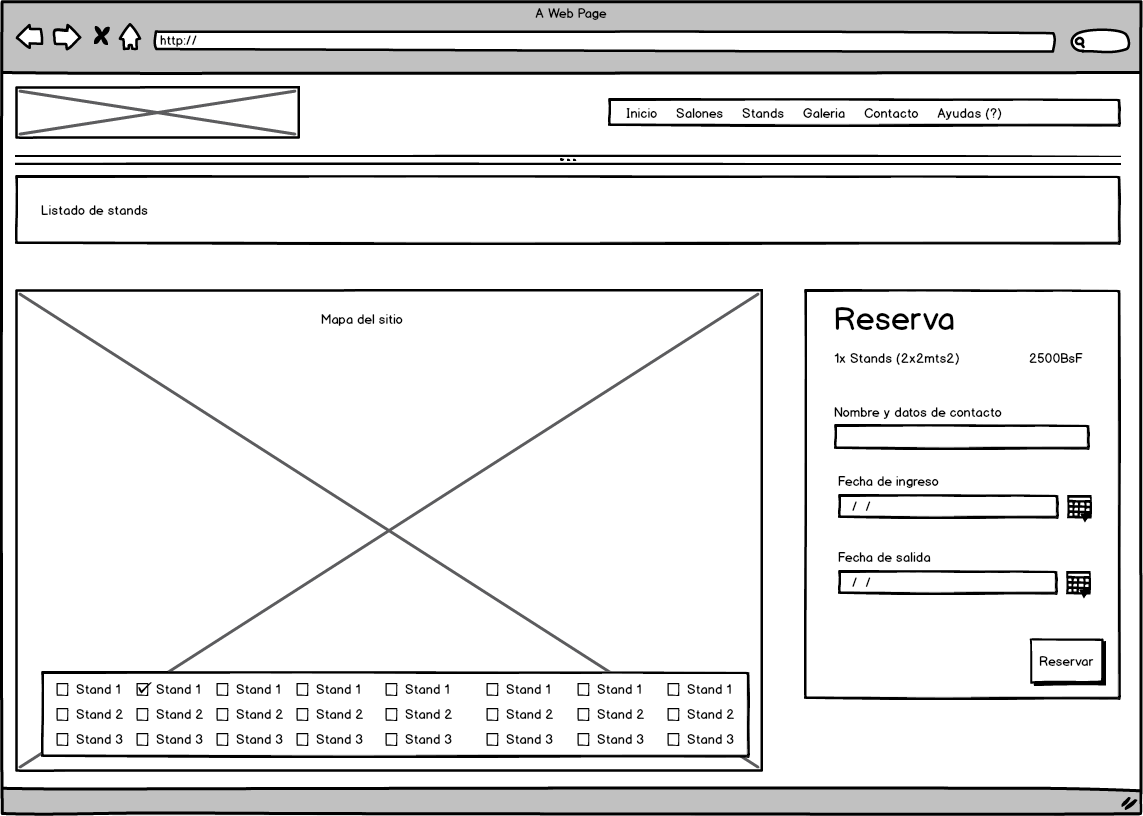 A Web Page
http://
Inicio Salones Stands Galeria Contacto Ayudas (?)
Listado de stands
Mapa del sitio
Stand 1 Stand 1 Stand 1 Stand 1 Stand 1 Stand 1 Stand 1 Stand 1
Stand 2 Stand 2 Stand 2 Stand 2 Stand 2 Stand 2 Stand 2 Stand 2
Stand 3 Stand 3 Stand 3 Stand 3 Stand 3 Stand 3 Stand 3 Stand 3
Reserva
1x Stands (2x2mts2) 2500BsF
Nombre y datos de contacto
Fecha de ingreso
/ /
Fecha de salida
/ /
Reservar